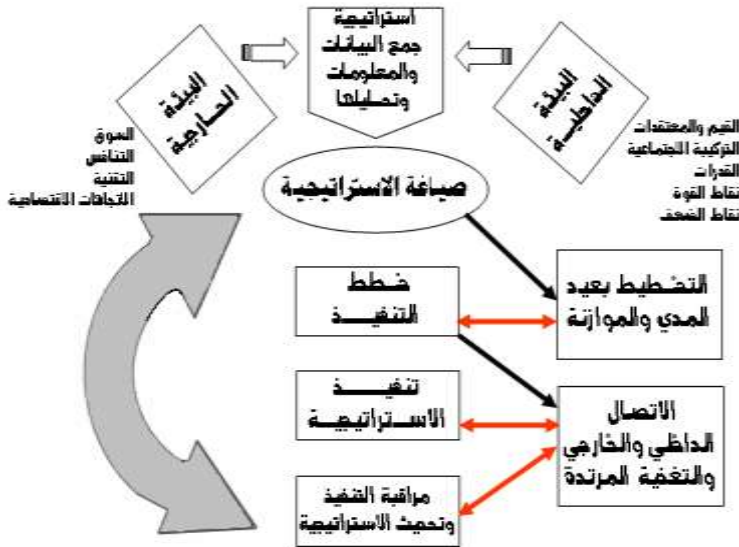 استراتيجية
جمع البيانات
والمعلومات
وتحليلها
البيئة
الداخلية
القيم والمعتقدات
التركيبة الاجتماعية
القدرات
نقاط القوة
نقاط الضعف
البيئة
الخارجية
السوق
التنافس
التقنية
الاتجاهات الاقتصادية
صياغة الاستراتيجية
التخطيط بعيد
المدي والموازنة
خطط
التنفيذ
تنفيذ
الاستراتيجية
الاتصال
الداخلي والخارجي
والتغذية المرتدة
مراقبة التنفيذ
وتحديث الاستراتيجية